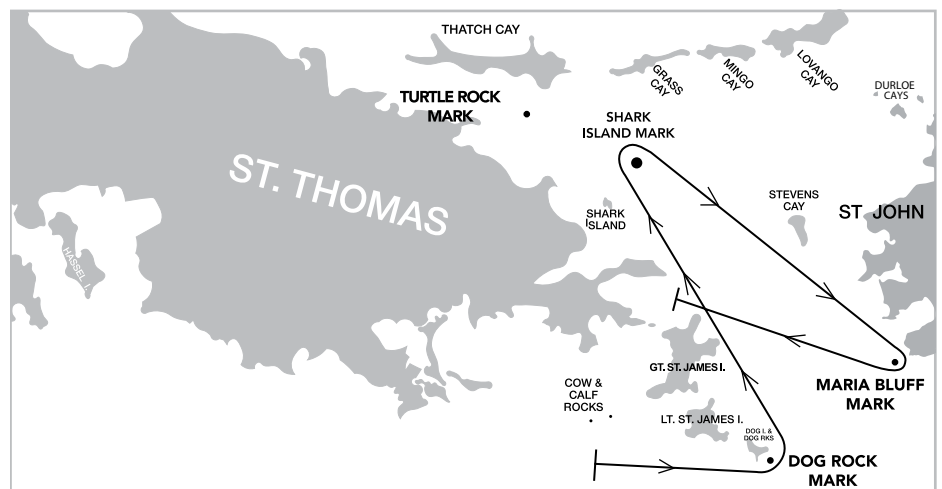 THATCH CAY
TURTLE ROCK
MARK
GRASS
CAY
MINGO
CAY
LOVANGO
CAY
DURLOE
CAYS
SHARK
ISLAND MARK
ST. THOMAS
STEVENS
CAY
ST. JOHN
SHARK
ISLAND
HASSEL I.
GT. ST. JAMES I.
MARIA BLUFF
MARK
COW &
CALF
ROCKS
LT. ST. JAMES I.
DOG I. &
DOG RKS
DOG ROCK
MARK